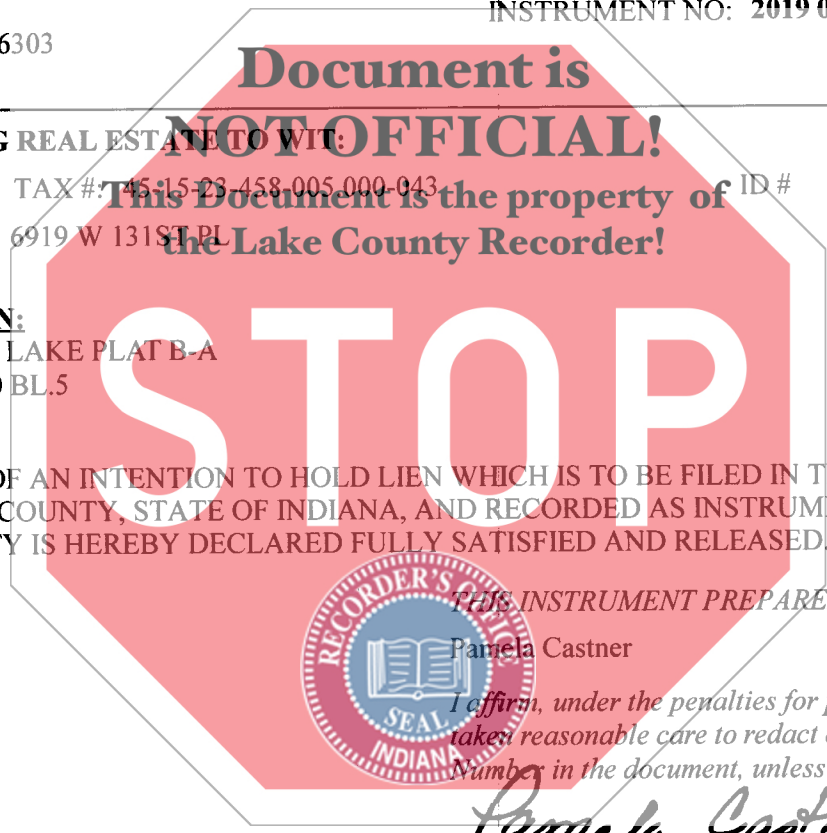 INSTRUMENT NO: 2019 0
6303
Document is
G REAL ESTATE TO WIT:
NOT OFFICIAL!
TAX #: 45-15-23-458-005.000-043 ID #
This Document is the property of
6919 W 131ST PL
the Lake County Recorder!
N:
LAKE PLAT B-A
BL.5
STOP
OF AN INTENTION TO HOLD LIEN WHICH IS TO BE FILED IN T
COUNTY, STATE OF INDIANA, AND RECORDED AS INSTRUM
TY IS HEREBY DECLARED FULLY SATISFIED AND RELEASED.
RECORDER'S OFFICE
SEAL
INDIANA
THIS INSTRUMENT PREPARE
Pamela Castner
I affirm, under the penalties for p
taken reasonable care to redact
Number in the document, unless
Pamela Cast